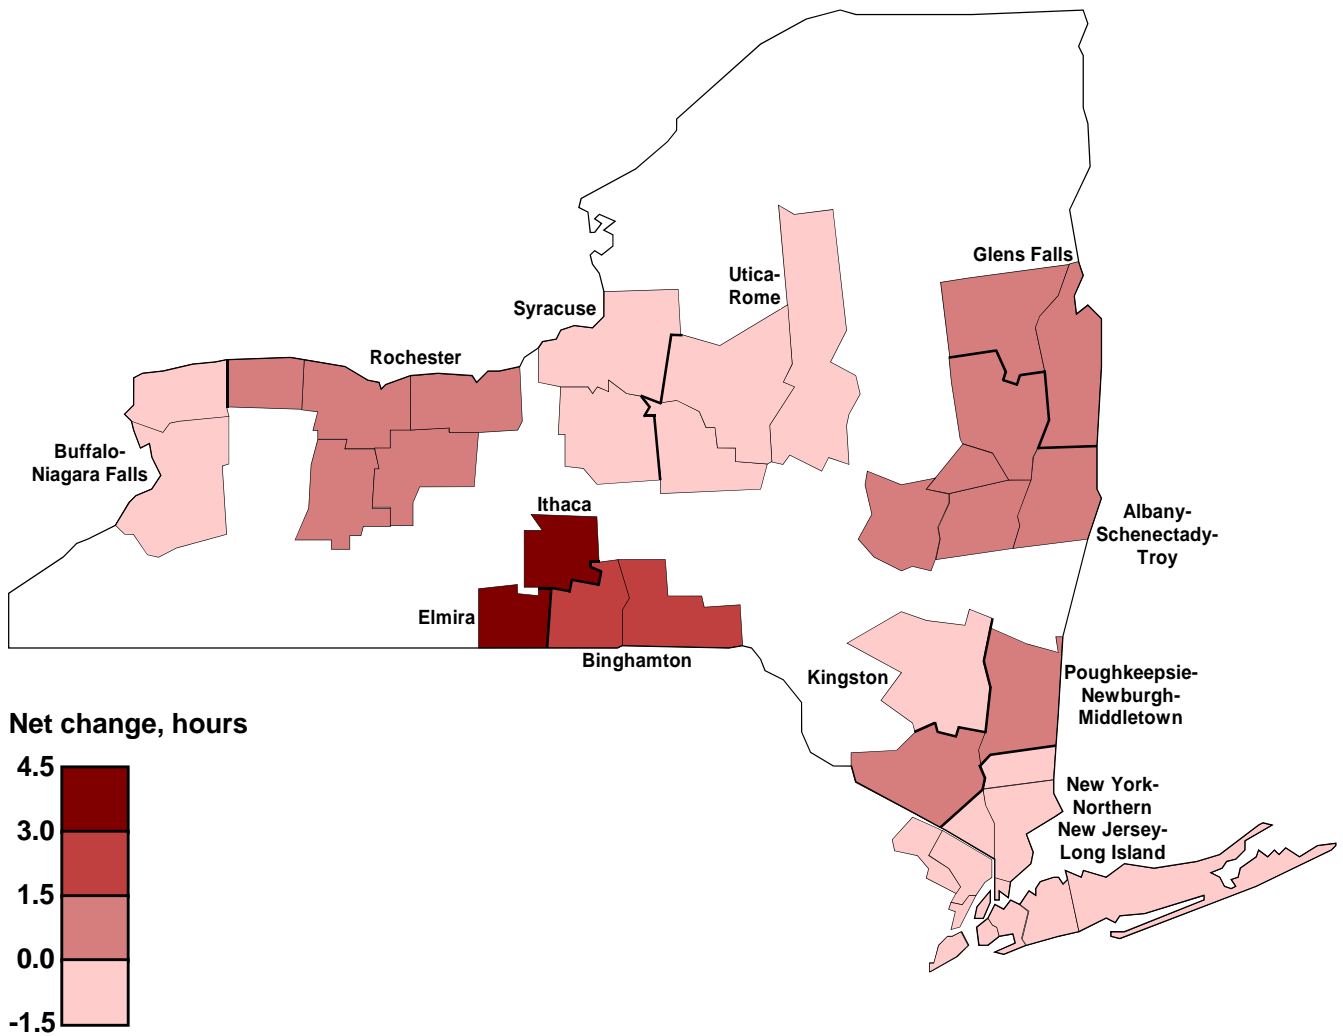 Glens Falls
Utica-
Rome
Syracuse
Rochester
Buffalo-
Niagara Falls
Ithaca
Albany-
Schenectady-
Troy
Elmira
Binghamton
Kingston
Poughkeepsie-
Newburgh-
Middletown
New York-
Northern
New Jersey-
Long Island
Net change, hours
4.5
3.0
1.5
0.0
-1.5